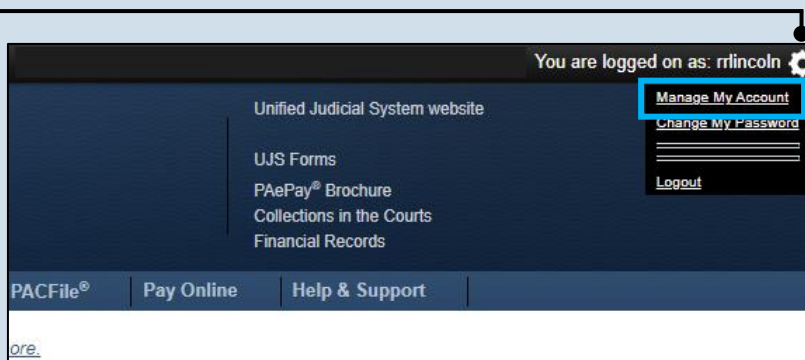 You are logged on as: rrlincoln
Manage My Account
Change My Password
Logout
Unified Judicial System website
UJS Forms
PAePay® Brochure
Collections in the Courts
Financial Records
PACFile® Pay Online Help & Support
ore.